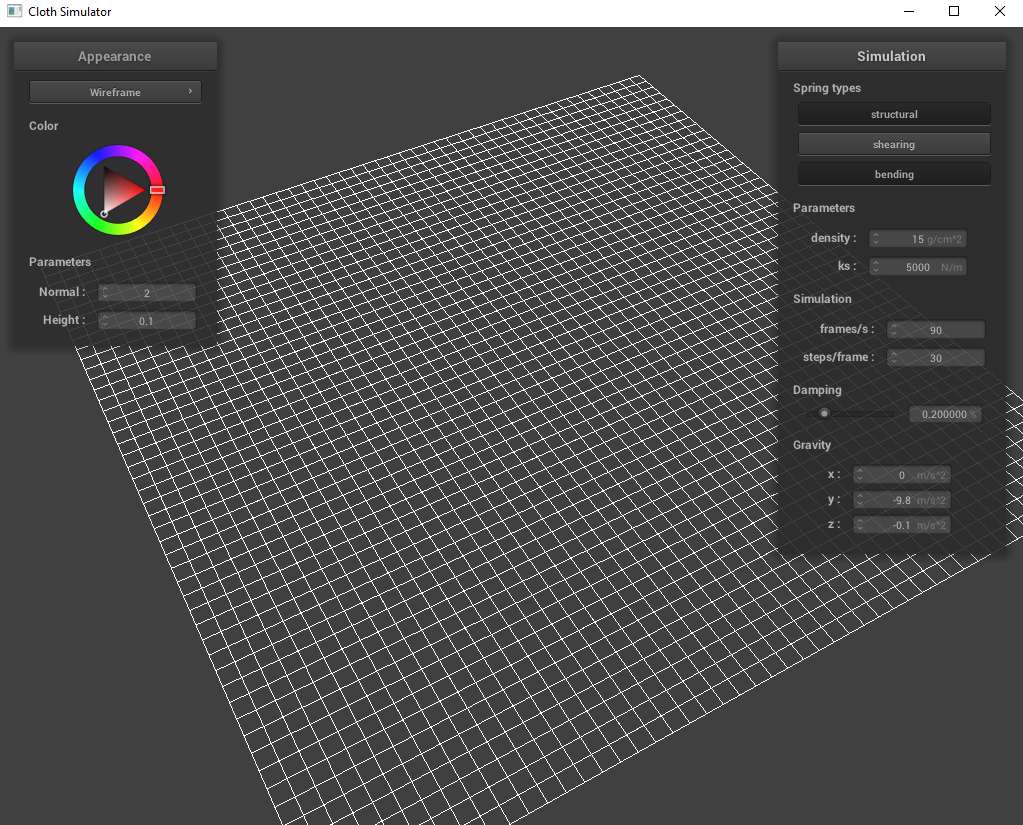 Cloth Simulator
Appearance
Wireframe
Color
Parameters
Normal : 2
Height : 0.1
Simulation
Spring types
structural
shearing
bending
Parameters
density : 15 g/cm^2
ks : 5000 N/m
Simulation
frames/s : 90
steps/frame : 30
Damping
0.200000 %
Gravity
x : 0 m/s^2
y : -9.8 m/s^2
z : -0.1 m/s^2